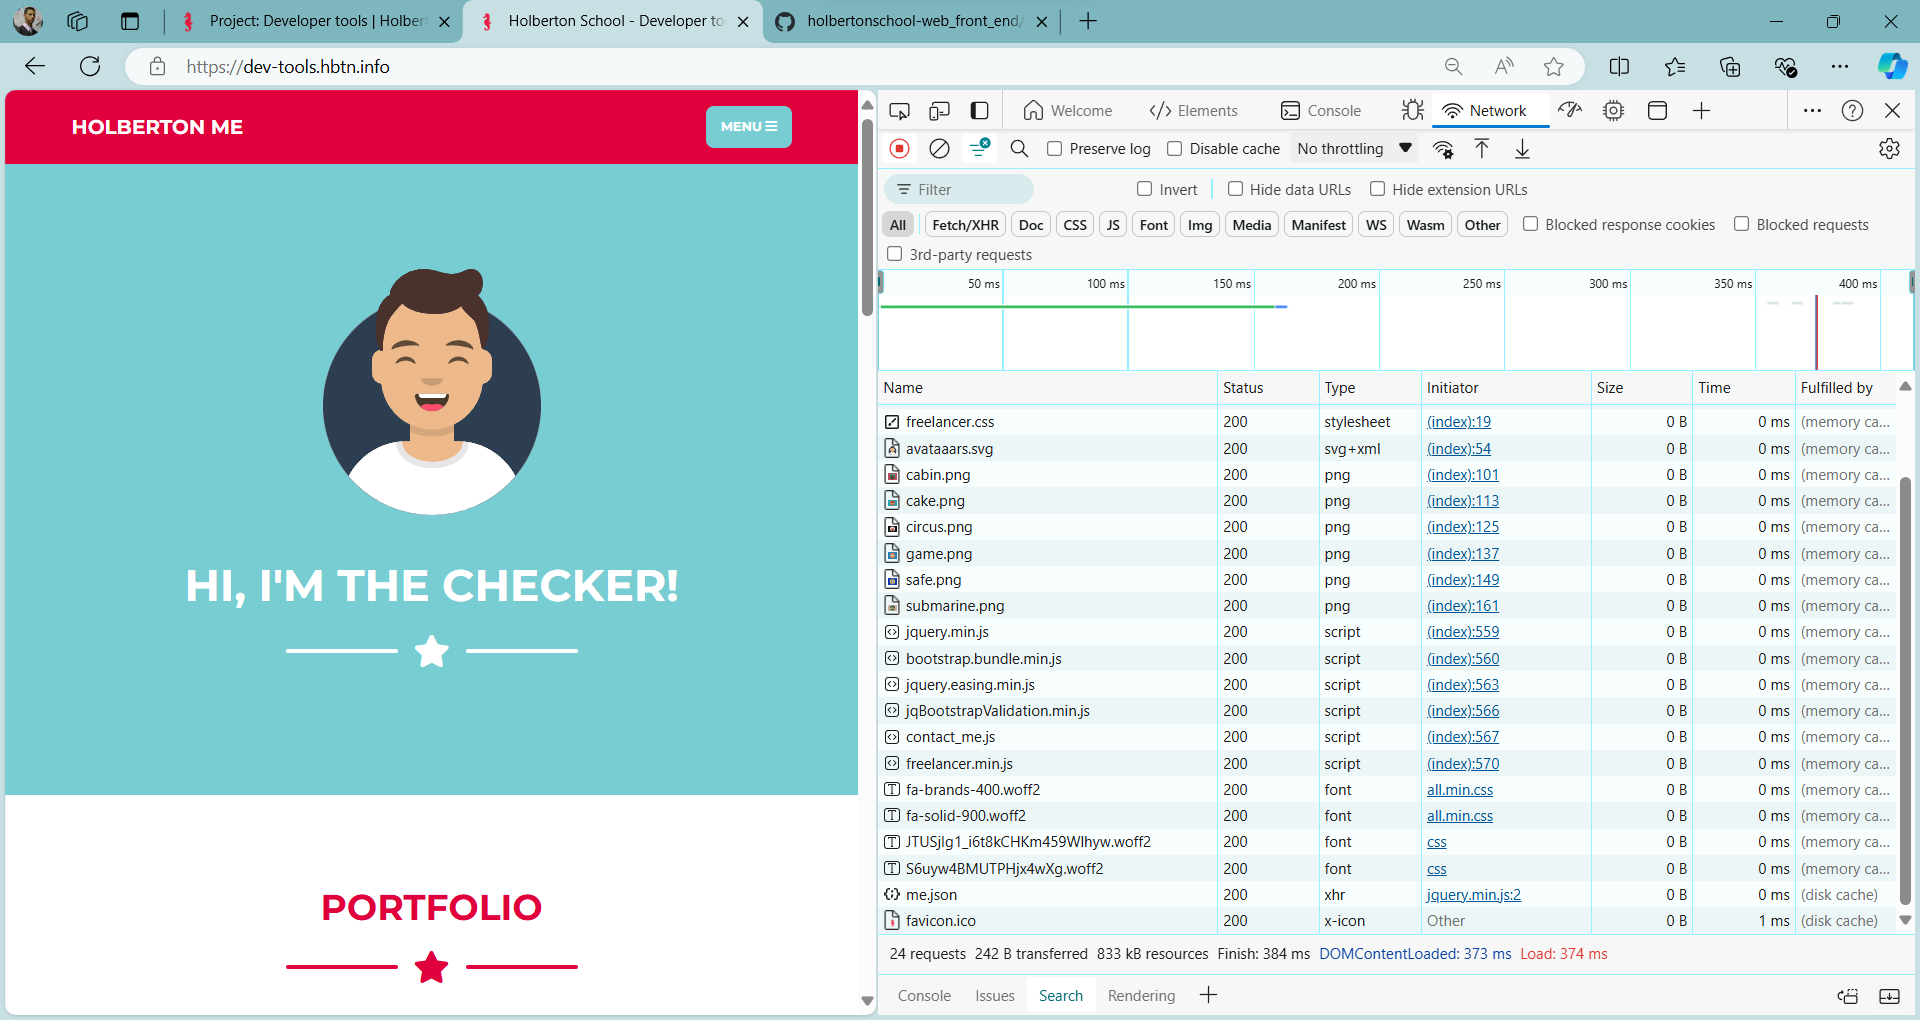 Project: Developer tools | Holbert
Holberton School - Developer to
holbertonschool-web_front_end/
https://dev-tools.hbtn.info
HOLBERTON ME
MENU
HI, I'M THE CHECKER!
PORTFOLIO
Welcome
Elements
Console
Network
Preserve log
Disable cache
No throttling
Filter
Invert
Hide data URLs
Hide extension URLs
All Fetch/XHR Doc CSS JS Font Img Media Manifest WS Wasm Other Blocked response cookies Blocked requests
3rd-party requests
50 ms 100 ms 150 ms 200 ms 250 ms 300 ms 350 ms 400 ms
Name Status Type Initiator Size Time Fulfilled by
freelancer.css 200 stylesheet (index):19 0 B 0 ms (memory ca...
avataaars.svg 200 svg+xml (index):54 0 B 0 ms (memory ca...
cabin.png 200 png (index):101 0 B 0 ms (memory ca...
cake.png 200 png (index):113 0 B 0 ms (memory ca...
circus.png 200 png (index):125 0 B 0 ms (memory ca...
game.png 200 png (index):137 0 B 0 ms (memory ca...
safe.png 200 png (index):149 0 B 0 ms (memory ca...
submarine.png 200 png (index):161 0 B 0 ms (memory ca...
jquery.min.js 200 script (index):559 0 B 0 ms (memory ca...
bootstrap.bundle.min.js 200 script (index):560 0 B 0 ms (memory ca...
jquery.easing.min.js 200 script (index):563 0 B 0 ms (memory ca...
jqBootstrapValidation.min.js 200 script (index):566 0 B 0 ms (memory ca...
contact_me.js 200 script (index):567 0 B 0 ms (memory ca...
freelancer.min.js 200 script (index):570 0 B 0 ms (memory ca...
fa-brands-400.woff2 200 font all.min.css 0 B 0 ms (memory ca...
fa-solid-900.woff2 200 font all.min.css 0 B 0 ms (memory ca...
JTUSjIg1_i6t8kCHKm459Wlhyw.woff2 200 font css 0 B 0 ms (memory ca...
S6uyw4BMUTPHjx4wXg.woff2 200 font css 0 B 0 ms (memory ca...
me.json 200 xhr jquery.min.js:2 0 B 0 ms (disk cache)
favicon.ico 200 x-icon Other 0 B 1 ms (disk cache)
24 requests 242 B transferred 833 kB resources Finish: 384 ms DOMContentLoaded: 373 ms Load: 374 ms
Console Issues Search Rendering